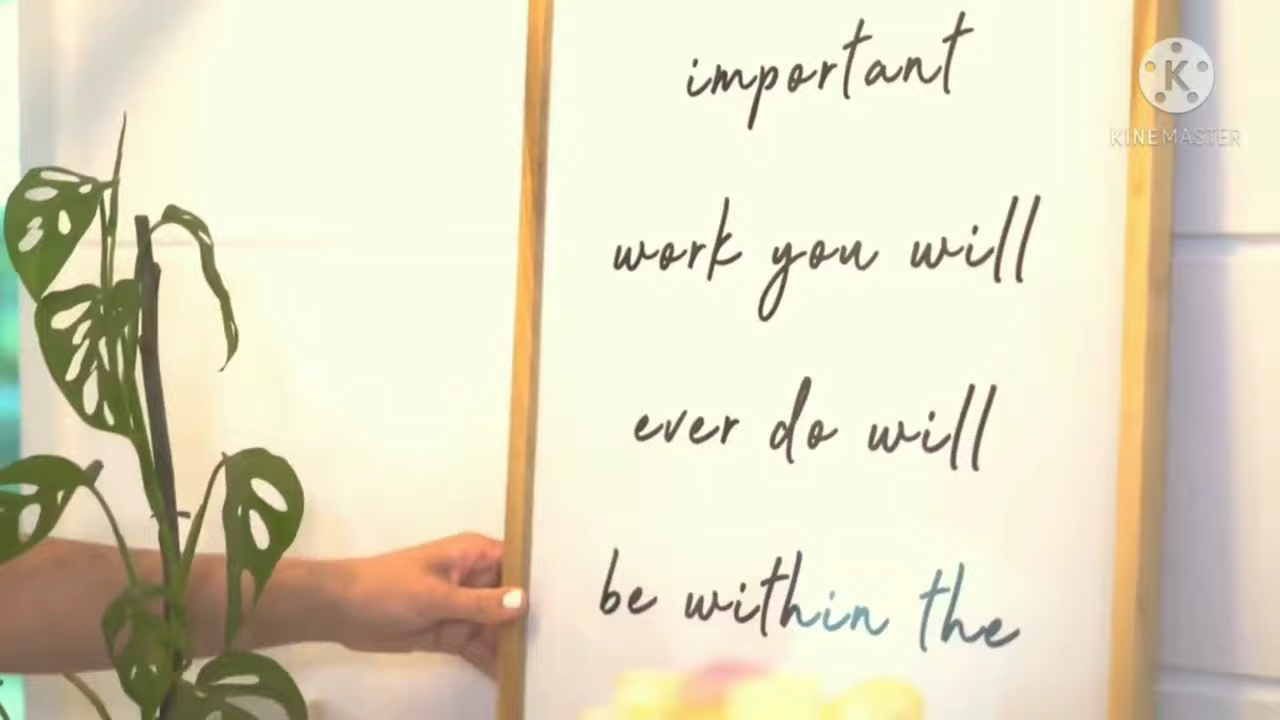 important
K
KINEMASTER
work you will
ever do will
be within the